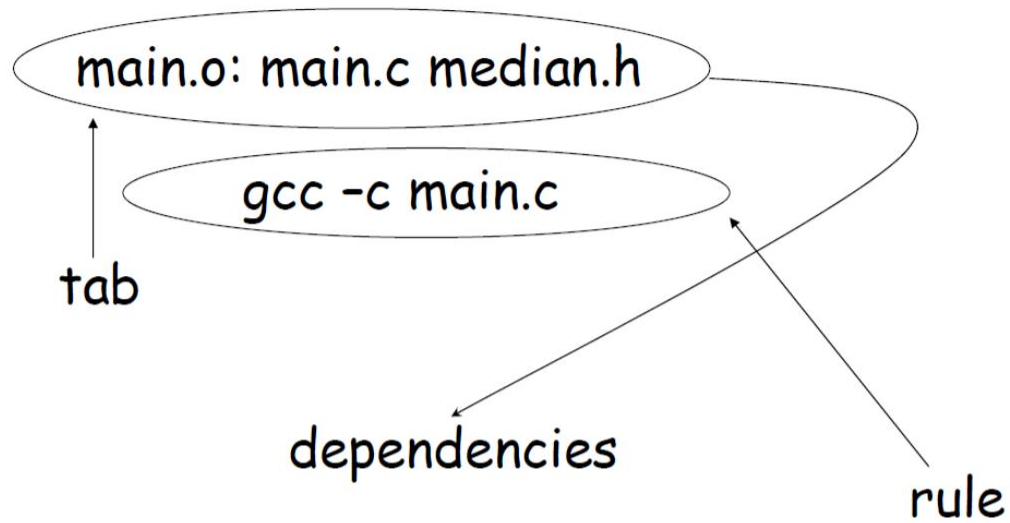 main.o: main.c median.h
gcc -c main.c
tab
dependencies
rule